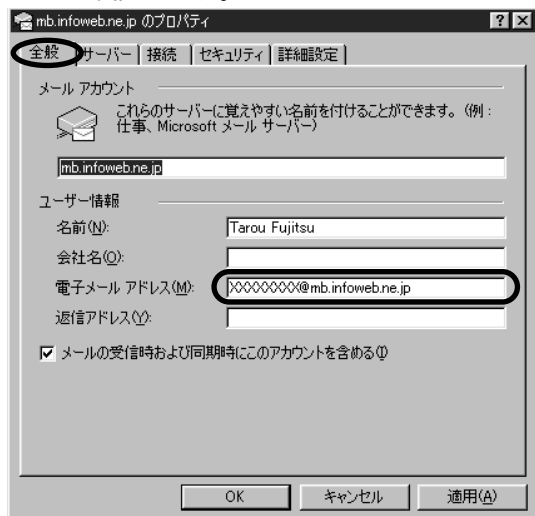 mb.infoweb.ne.jp のプロパティ
全般 サーバー 接続 セキュリティ 詳細設定
メール アカウント
これらのサーバーに覚えやすい名前を付けることができます。(例 :
仕事、Microsoft メール サーバー)
mb.infoweb.ne.jp
ユーザー情報
名前(N): Tarou Fujitsu
会社名(O):
電子メール アドレス(M): XXXXXXXXX@mb.infoweb.ne.jp
返信アドレス(Y):
メールの受信時および同期時にこのアカウントを含める(I)
OK キャンセル 適用(A)